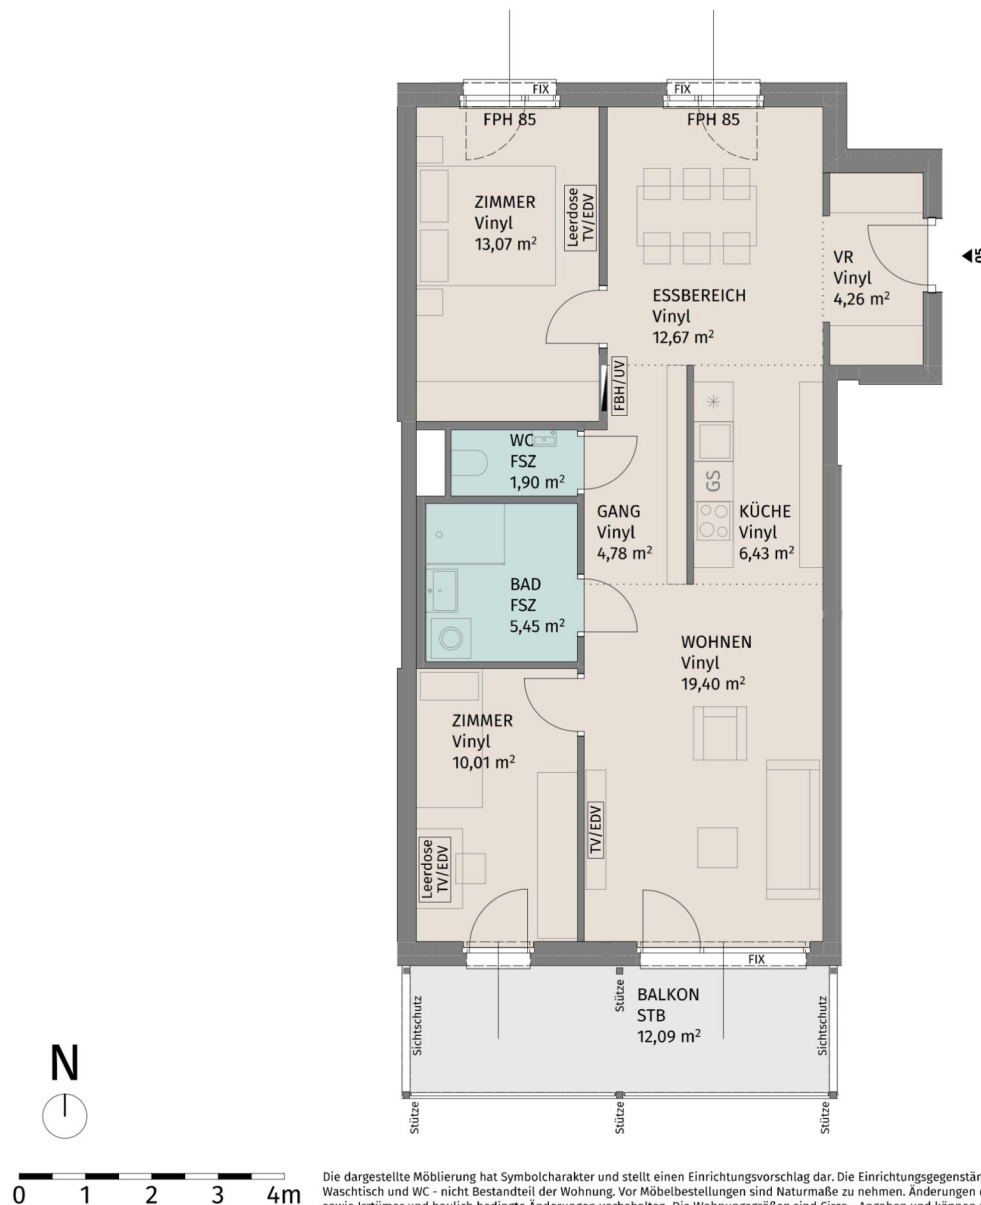 FIX
FIX
FPH 85
FPH 85
ZIMMER
Vinyl
13,07 m²
Leerdose
TV/EDV
VR
Vinyl
4,26 m²
05
ESSBEREICH
Vinyl
12,67 m²
FBH/UV
WC
FSZ
1,90 m²
GS
GANG
Vinyl
4,78 m²
KÜCHE
Vinyl
6,43 m²
BAD
FSZ
5,45 m²
WOHNEN
Vinyl
19,40 m²
ZIMMER
Vinyl
10,01 m²
TV/EDV
Leerdose
TV/EDV
FIX
BALKON
STB
12,09 m²
Stütze
Sichtschutz
Sichtschutz
Stütze
Stütze
Stütze
N
0 1 2 3 4m
Die dargestellte Möblierung hat Symbolcharakter und stellt einen Einrichtungsvorschlag dar. Die
Waschtisch und WC - nicht Bestandteil der Wohnung. Vor Möbelbestellungen sind Naturmaße zu nehmen. Änderungen